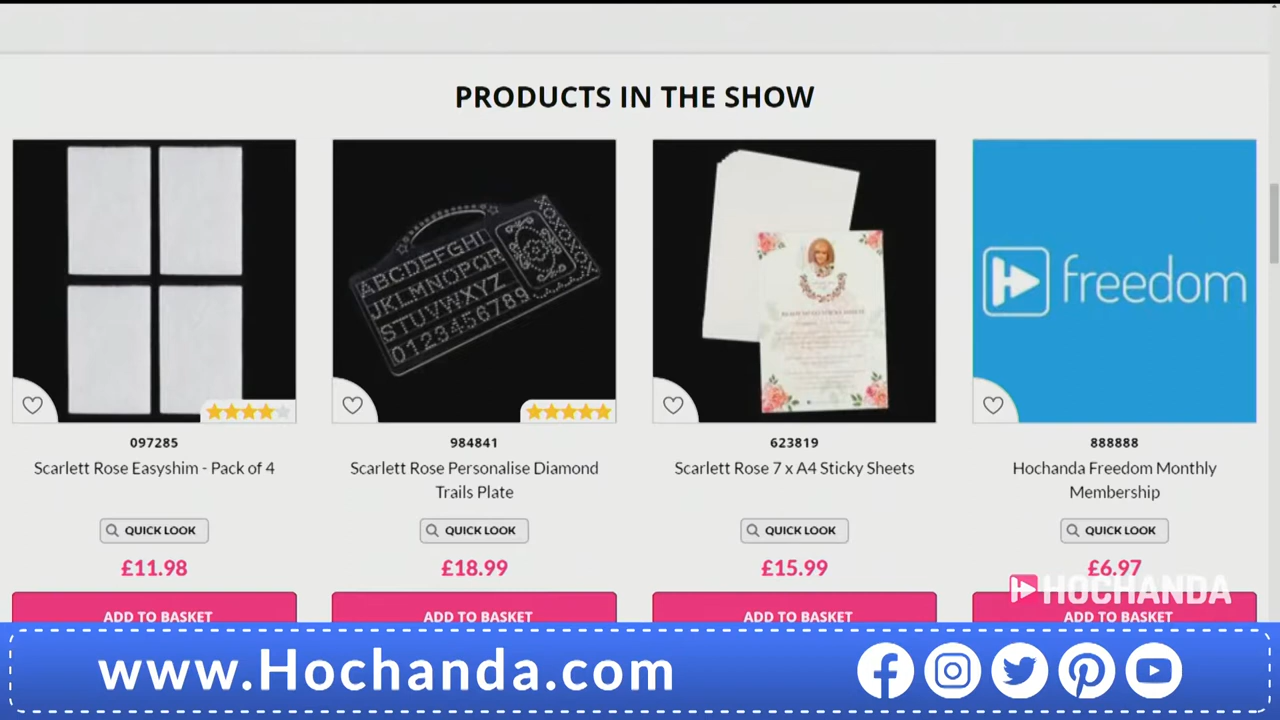 PRODUCTS IN THE SHOW
ABCDEFGHI
JKLMNOPQR
STUVWXYZ
0123456789
freedom
097285
984841
623819
888888
Scarlett Rose Easyshim - Pack of 4
Scarlett Rose Personalise Diamond
Trails Plate
Scarlett Rose 7 x A4 Sticky Sheets
Hochanda Freedom Monthly
Membership
QUICK LOOK
QUICK LOOK
QUICK LOOK
QUICK LOOK
£11.98
£18.99
£15.99
£6.97
HOCHANDA
ADD TO BASKET
ADD TO BASKET
ADD TO BASKET
ADD TO BASKET
www.Hochanda.com